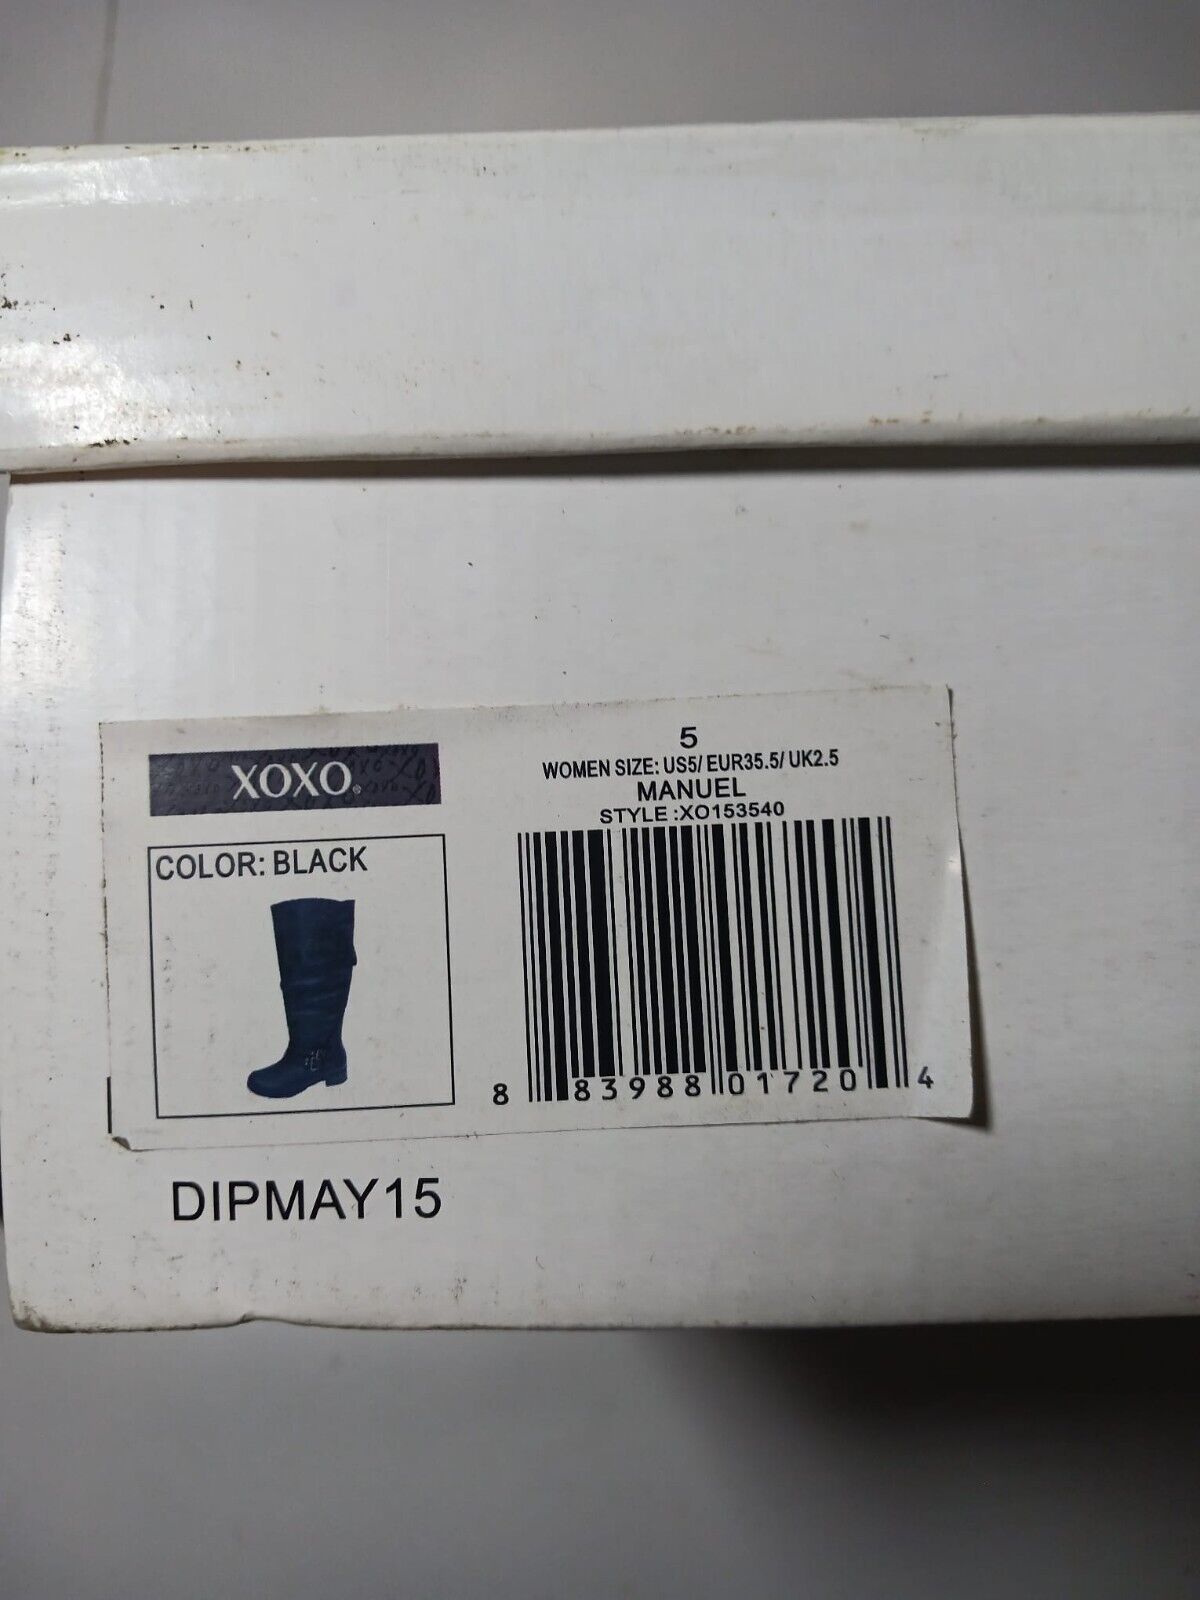 XOXO®
COLOR: BLACK
5
WOMEN SIZE: US5/ EUR35.5/ UK2.5
MANUEL
STYLE :XO153540
8 83988 01720 4
DIPMAY15